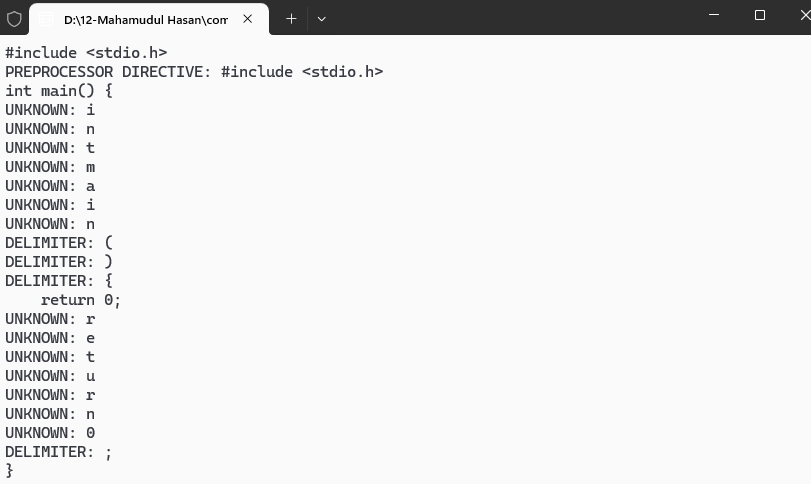 D:\12-Mahamudul Hasan\com
#include <stdio.h>
PREPROCESSOR DIRECTIVE: #include <stdio.h>
int main() {
UNKNOWN: i
UNKNOWN: n
UNKNOWN: t
UNKNOWN: m
UNKNOWN: a
UNKNOWN: i
UNKNOWN: n
DELIMITER: (
DELIMITER: )
DELIMITER: {
    return 0;
UNKNOWN: r
UNKNOWN: e
UNKNOWN: t
UNKNOWN: u
UNKNOWN: r
UNKNOWN: n
UNKNOWN: 0
DELIMITER: ;
}